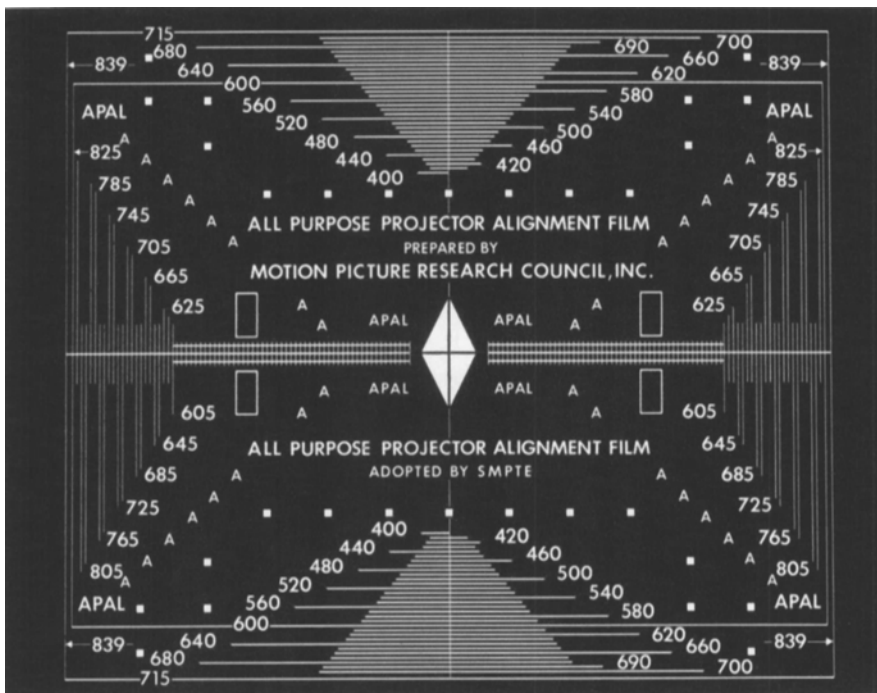 715
680 690 700
839 640 660 839
600 620
560 580
APAL 520 540 APAL
A 480 500 A
825 440 460 825
A 400 420 A
785 A A 785
745 A A 745
A A
705 A ALL PURPOSE PROJECTOR ALIGNMENT FILM A 705
PREPARED BY
665 MOTION PICTURE RESEARCH COUNCIL, INC. 665
625 A A 625
A APAL APAL A
A APAL APAL A
605 A A 605
645 ALL PURPOSE PROJECTOR ALIGNMENT FILM 645
685 A ADOPTED BY SMPTE A 685
A A
725 A A 725
765 400 420 765
A 440 460 A
805 480 500 805
A 520 540 A
APAL 560 580 APAL
600 620
839 640 660 839
680 690 700
715